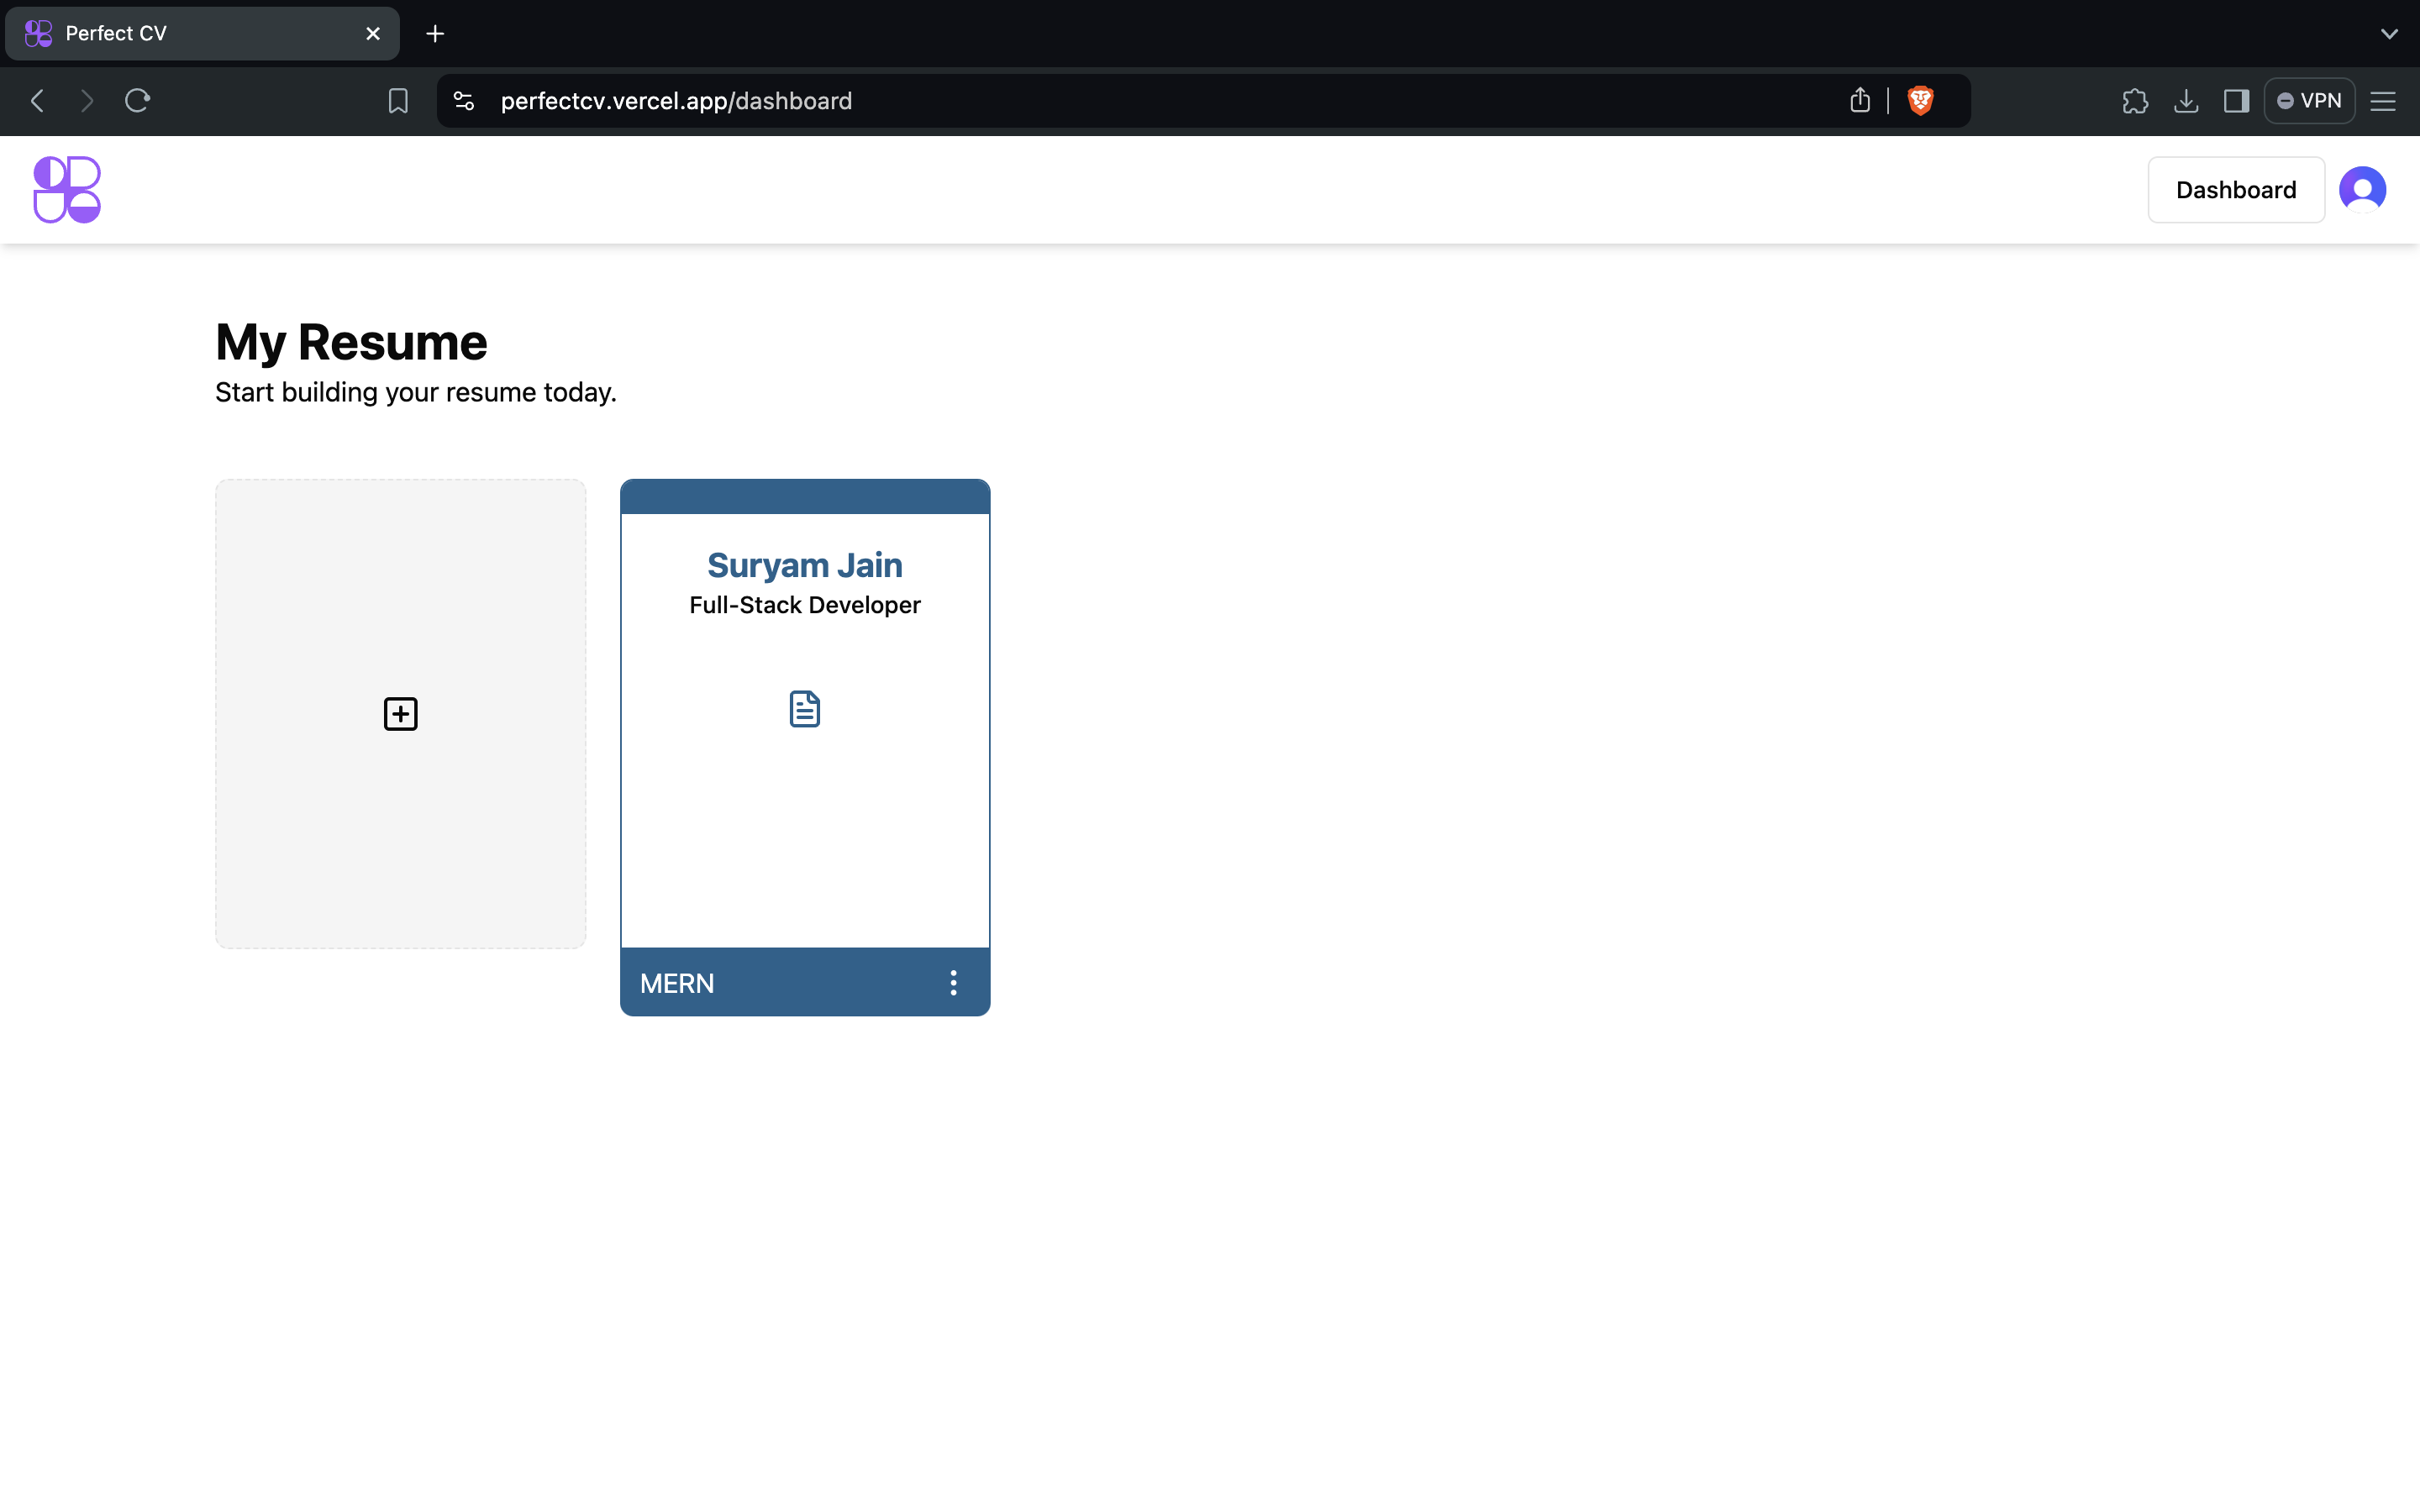 Perfect CV
perfectcv.vercel.app/dashboard
VPN
Dashboard
My Resume
Start building your resume today.
Suryam Jain
Full-Stack Developer
MERN